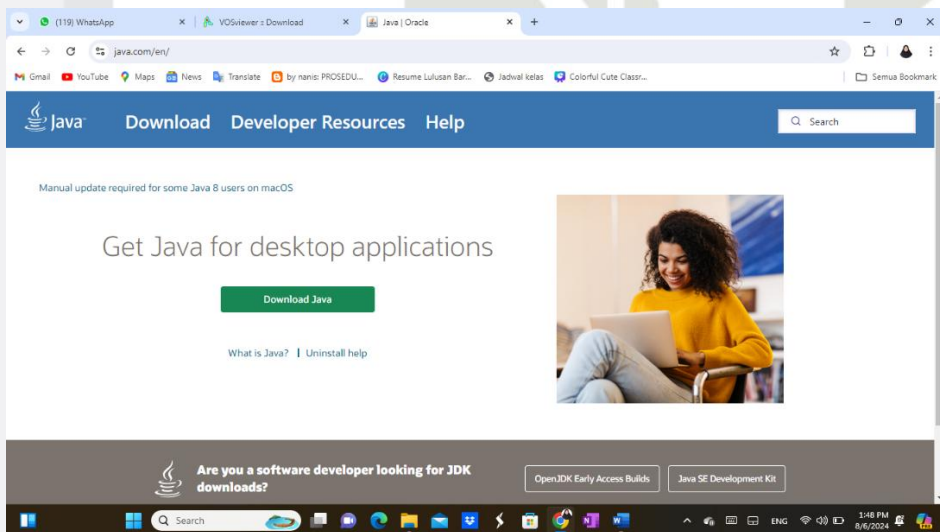 (119) WhatsApp
VOSviewer :: Download
Java | Oracle
java.com/en/
Gmail YouTube Maps News Translate by nanis: PROSEDU... Resume Lulusan Bar... Jadwal kelas Colorful Cute Classr... Semua Bookmark
Java Download Developer Resources Help Search
Manual update required for some Java 8 users on macOS
Get Java for desktop applications
Download Java
What is Java? | Uninstall help
Are you a software developer looking for JDK
downloads?
OpenJDK Early Access Builds
Java SE Development Kit
Search
ENG
1:48 PM
8/6/2024